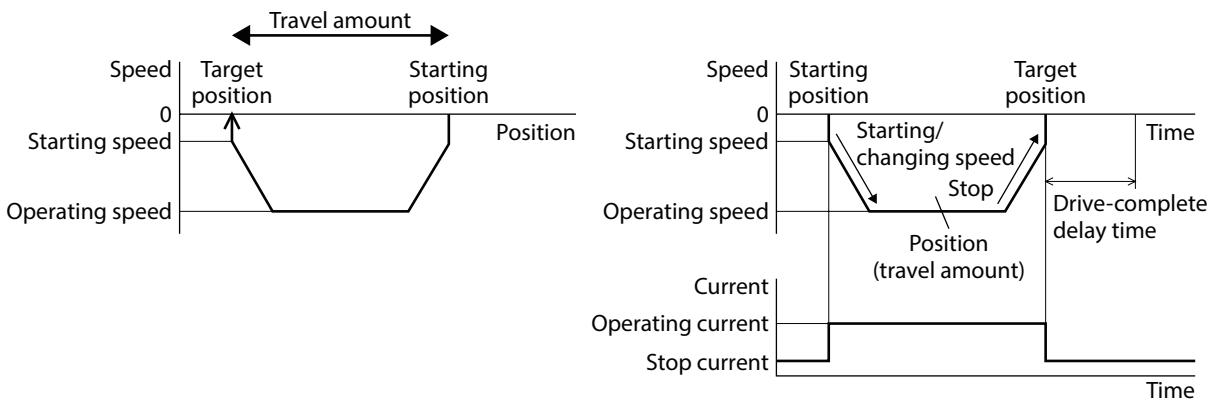 Travel amount
Speed
Target
position
Starting
position
0
Position
Starting speed
Operating speed
Speed
Starting
position
Target
position
0
Time
Starting speed
Starting/
changing speed
Stop
Operating speed
Drive-complete
delay time
Position
(travel amount)
Current
Operating current
Stop current
Time